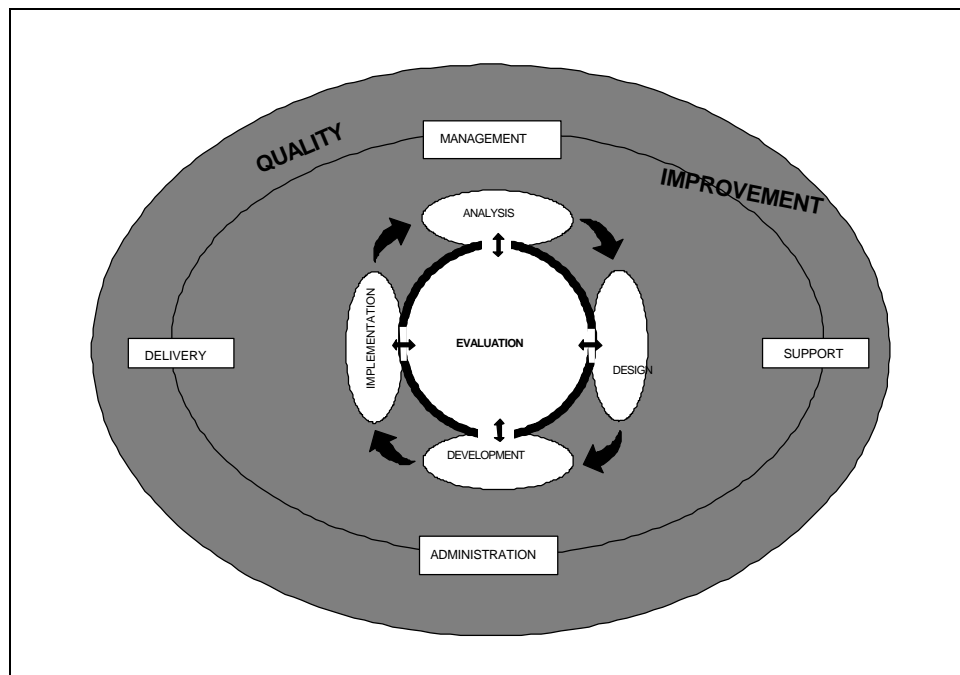 QUALITY
MANAGEMENT
IMPROVEMENT
ANALYSIS
IMPLEMENTATION
EVALUATION
DELIVERY
SUPPORT
DESIGN
DEVELOPMENT
ADMINISTRATION